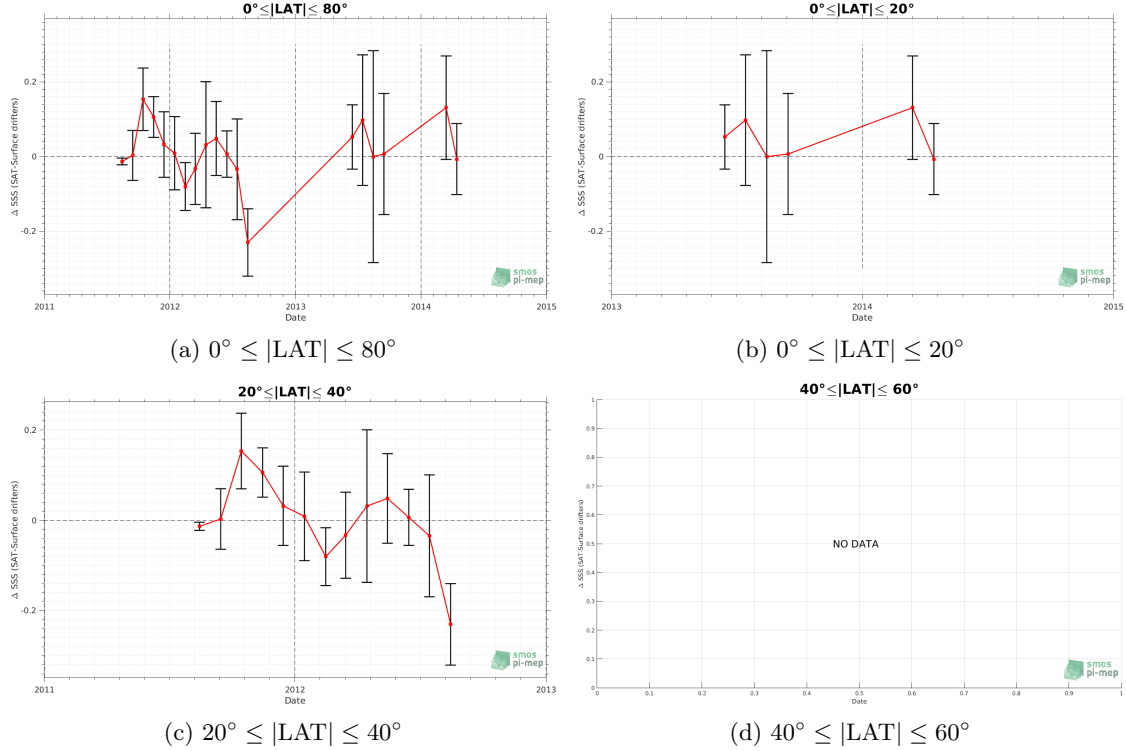 0°≤|LAT|≤ 80°
Δ SSS (SAT-Surface drifters)
0.2
0
-0.2
2011
2012
2013
2014
2015
Date
smos
pi-mep
(a) 0° ≤ |LAT| ≤ 80°
0°≤|LAT|≤ 20°
Δ SSS (SAT-Surface drifters)
0.2
0
-0.2
2013
2014
2015
Date
smos
pi-mep
(b) 0° ≤ |LAT| ≤ 20°
20°≤|LAT|≤ 40°
Δ SSS (SAT-Surface drifters)
0.2
0
-0.2
2011
2012
2013
Date
smos
pi-mep
(c) 20° ≤ |LAT| ≤ 40°
40°≤|LAT|≤ 60°
Δ SSS (SAT-Surface drifters)
1
0.9
0.8
0.7
0.6
0.5
0.4
0.3
0.2
0.1
0
NO DATA
0
0.1
0.2
0.3
0.4
0.5
0.6
0.7
0.8
0.9
1
Date
smos
pi-mep
(d) 40° ≤ |LAT| ≤ 60°